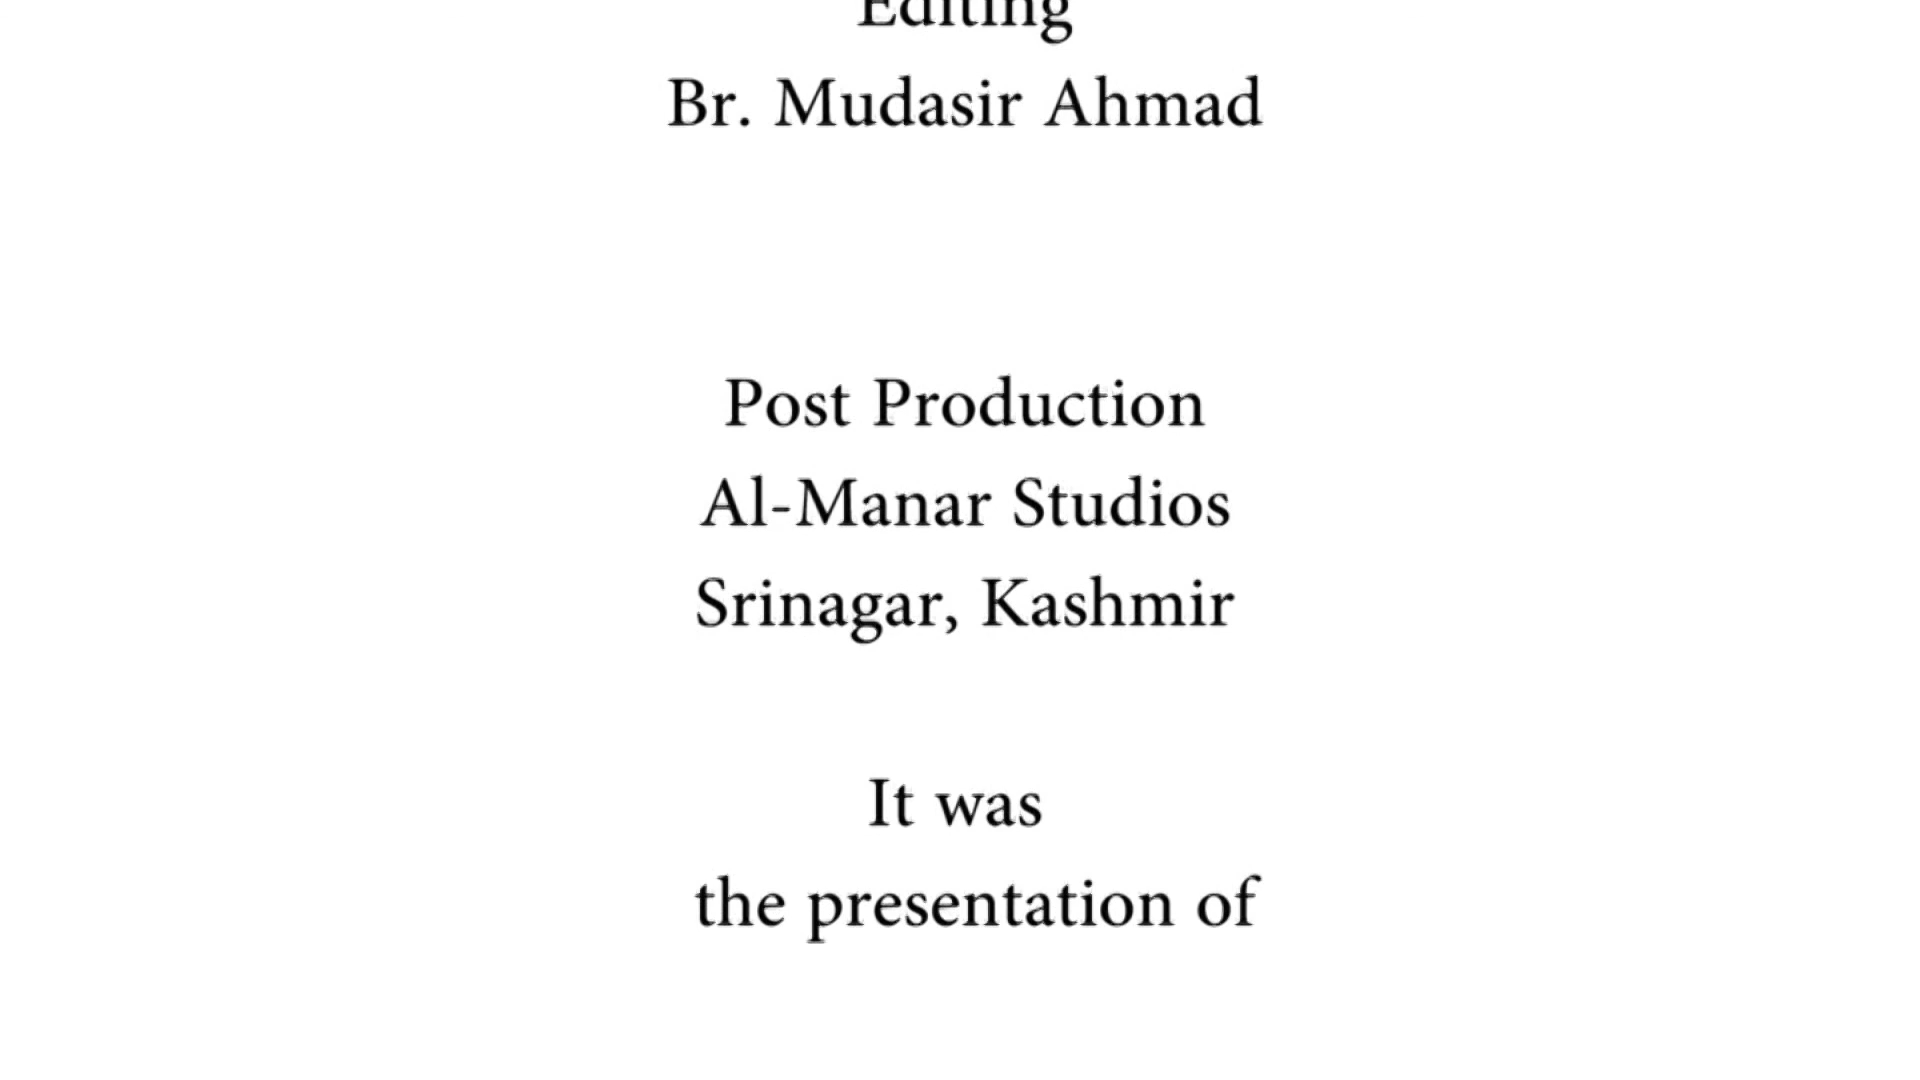 Editing
Br. Mudasir Ahmad
Post Production
Al-Manar Studios
Srinagar, Kashmir
It was
the presentation of